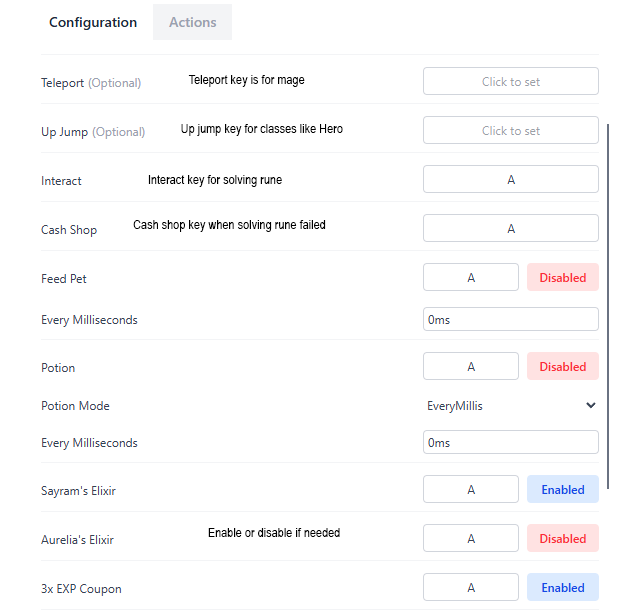 Configuration Actions
Teleport (Optional) Teleport key is for mage Click to set
Up Jump (Optional) Up jump key for classes like Hero Click to set
Interact Interact key for solving rune A
Cash Shop Cash shop key when solving rune failed A
Feed Pet A Disabled
Every Milliseconds 0ms
Potion A Disabled
Potion Mode EveryMillis
Every Milliseconds 0ms
Sayram's Elixir A Enabled
Aurelia's Elixir Enable or disable if needed A Disabled
3x EXP Coupon A Enabled